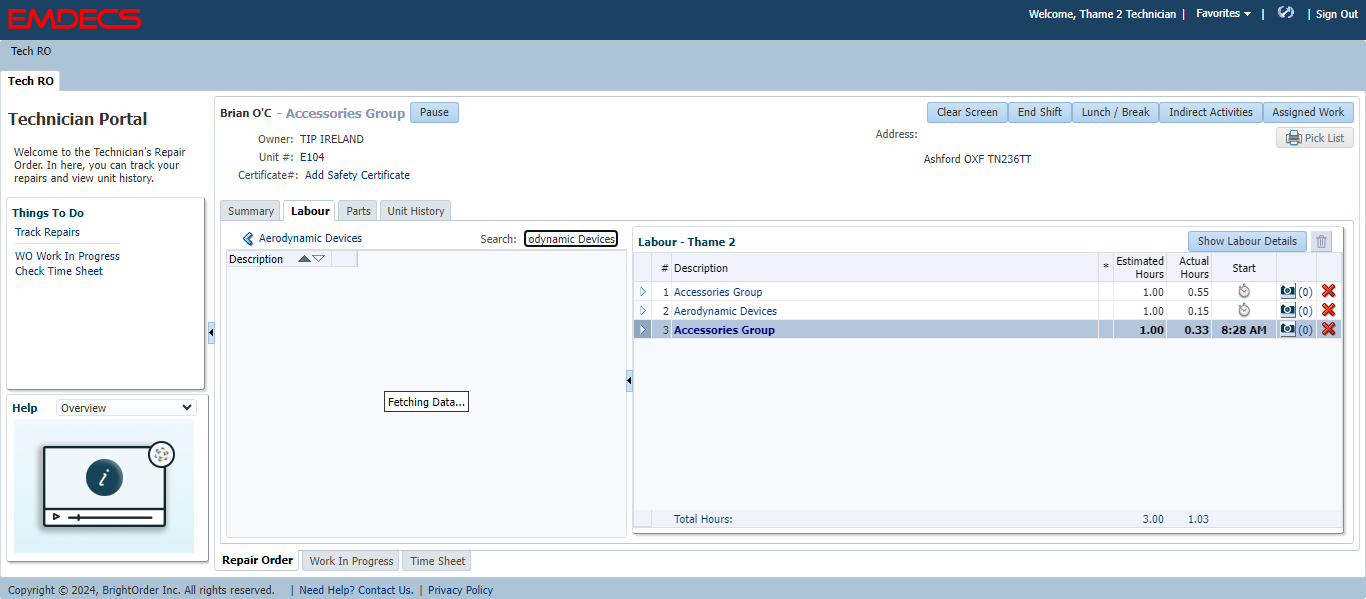 EMDECS
Welcome, Thame 2 Technician | Favorites | | Sign Out
Tech RO
Tech RO
Technician Portal
Welcome to the Technician's Repair
Order. In here, you can track your
repairs and view unit history.
Things To Do
Track Repairs
WO Work In Progress
Check Time Sheet
Help Overview
i
Brian O'C - Accessories Group Pause
Clear Screen End Shift Lunch / Break Indirect Activities Assigned Work
Owner: TIP IRELAND
Unit #: E104
Certificate#: Add Safety Certificate
Address:
Ashford OXF TN236TT
Pick List
Summary Labour Parts Unit History
Aerodynamic Devices Search: odynamic Devices
Description
Fetching Data...
Labour - Thame 2 Show Labour Details
# Description * Estimated Hours Actual Hours Start
1 Accessories Group 1.00 0.55 (0)
2 Aerodynamic Devices 1.00 0.15 (0)
3 Accessories Group 1.00 0.33 8:28 AM (0)
Total Hours: 3.00 1.03
Repair Order Work In Progress Time Sheet
Copyright © 2024, BrightOrder Inc. All rights reserved. | Need Help? Contact Us. | Privacy Policy